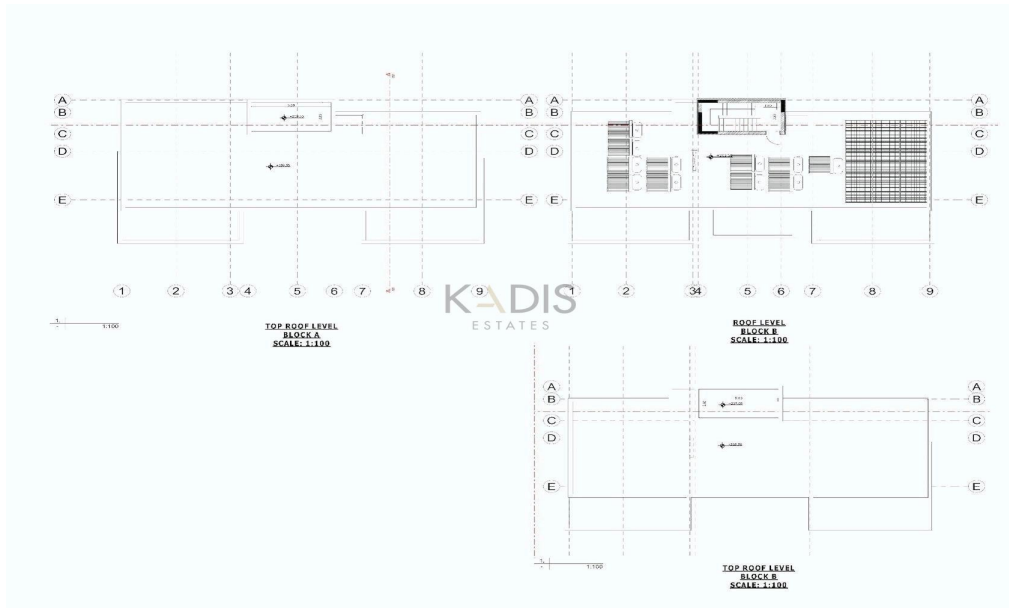 A A A A
B B B B
C C C C
D D D D
E E E E
1 2 3 4 5 6 7 8 9
1 2 3 4 5 6 7 8 9
KADIS
ESTATES
1:100
TOP ROOF LEVEL
BLOCK A
SCALE: 1:100
ROOF LEVEL
BLOCK B
SCALE: 1:100
A A
B B
C C
D D
E E
1:100
TOP ROOF LEVEL
BLOCK B
SCALE: 1:100